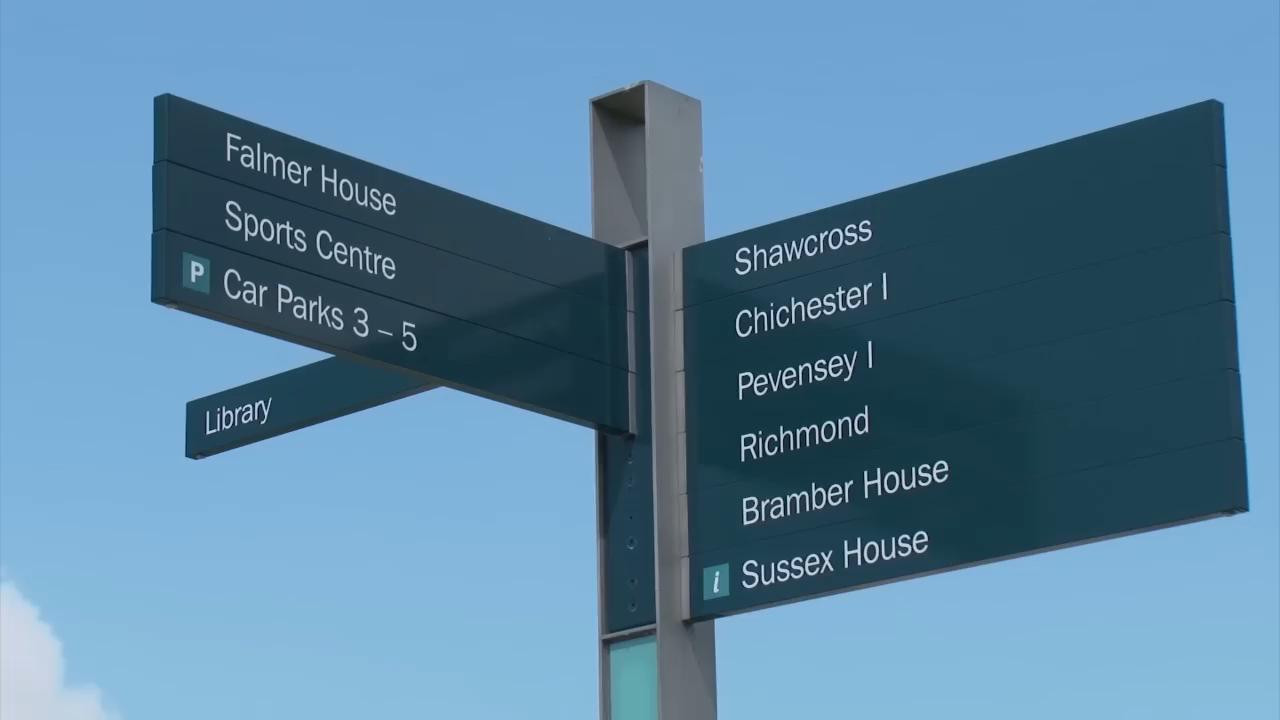 Falmer House
Sports Centre
P Car Parks 3 – 5
Library
Shawcross
Chichester I
Pevensey I
Richmond
Bramber House
i Sussex House